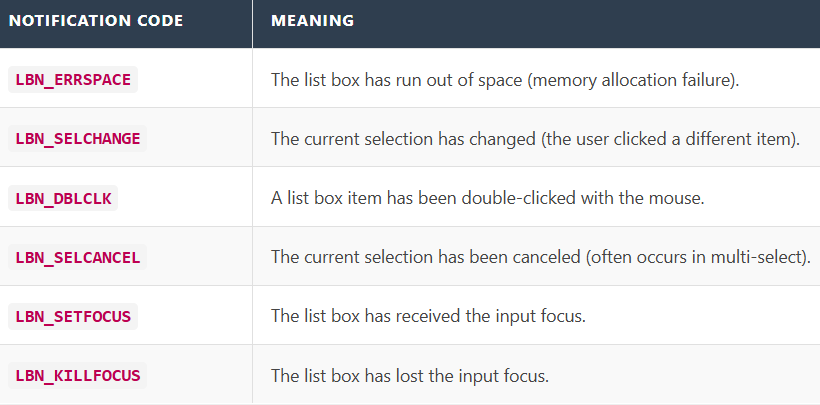 NOTIFICATION CODE MEANING
LBN_ERRSPACE The list box has run out of space (memory allocation failure).
LBN_SELCHANGE The current selection has changed (the user clicked a different item).
LBN_DBLCLK A list box item has been double-clicked with the mouse.
LBN_SELCANCEL The current selection has been canceled (often occurs in multi-select).
LBN_SETFOCUS The list box has received the input focus.
LBN_KILLFOCUS The list box has lost the input focus.